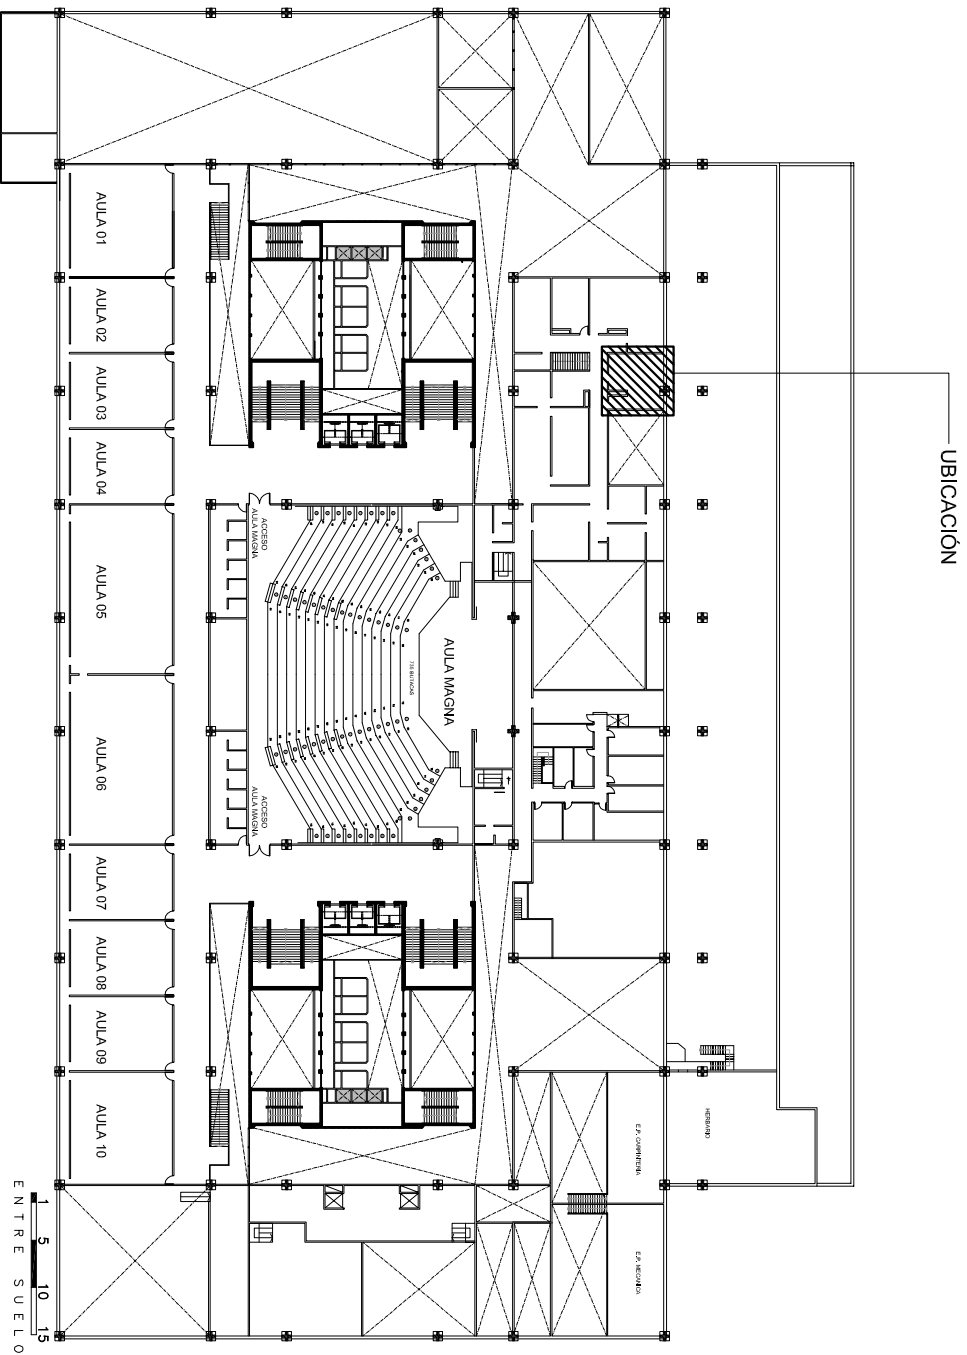 UBICACIÓN
AULA 01
AULA 02
AULA 03
AULA 04
AULA 05
AULA 06
AULA 07
AULA 08
AULA 09
AULA 10
ACCESO
AULA MAGNA
AULA MAGNA
735 BUTACAS
ACCESO
AULA MAGNA
HERBARIO
E.P. CARPINTERIA
E.P. MECANICA
1 5 10 15
ENTRE SUELO